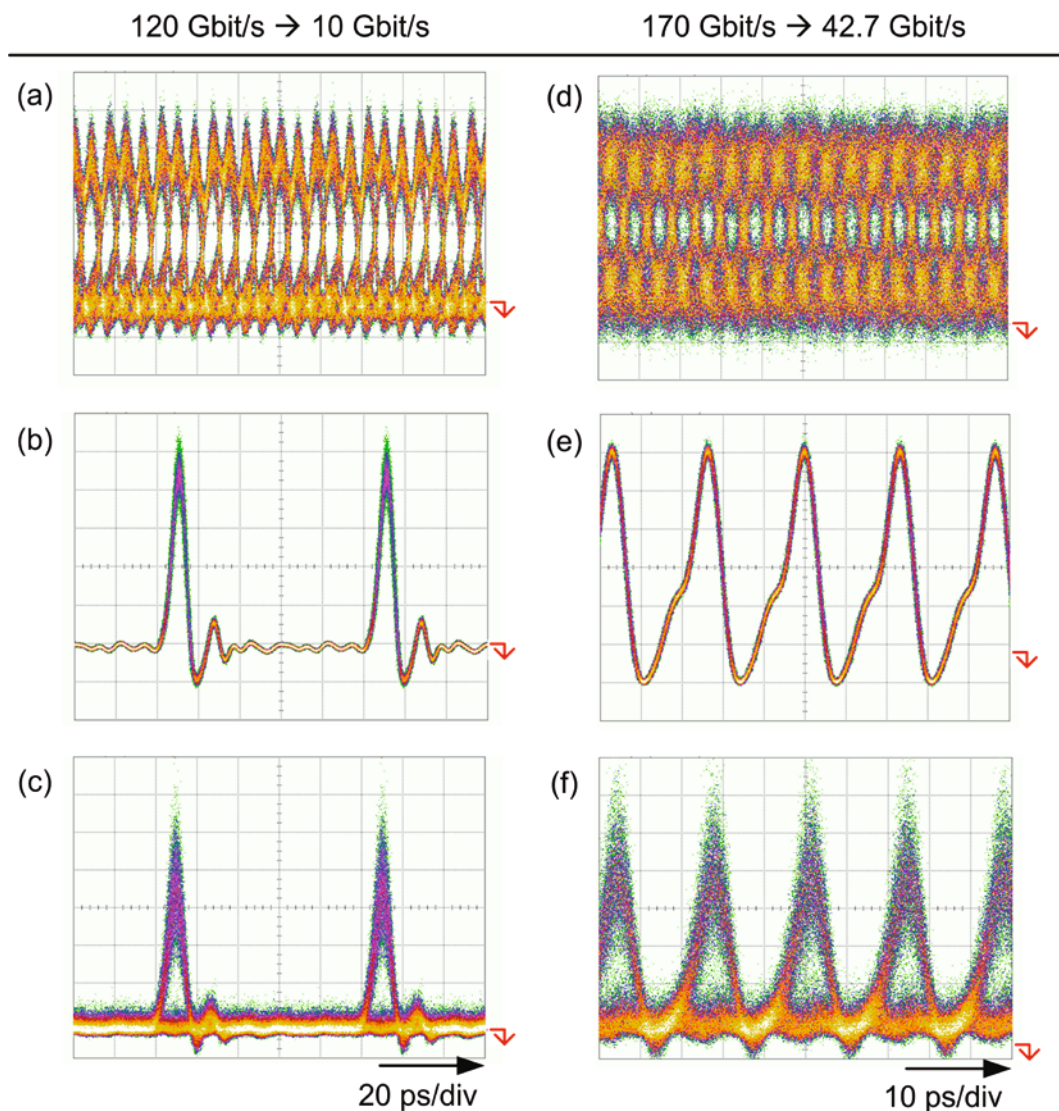 120 Gbit/s → 10 Gbit/s
170 Gbit/s → 42.7 Gbit/s
(a)
(d)
(b)
(e)
(c)
(f)
20 ps/div
10 ps/div